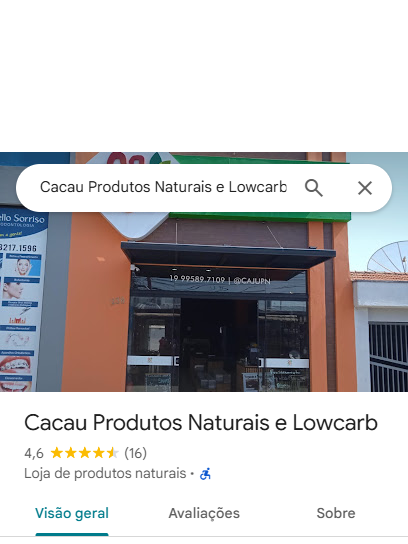 Cacau Produtos Naturais e Lowcarb
llo Sorriso
ODONTOLOGIA
3217.1596
19 99589.7109 | @CAJUPN
Cacau Produtos Naturais e Lowcarb
4,6 (16)
Loja de produtos naturais •
Visão geral
Avaliações
Sobre